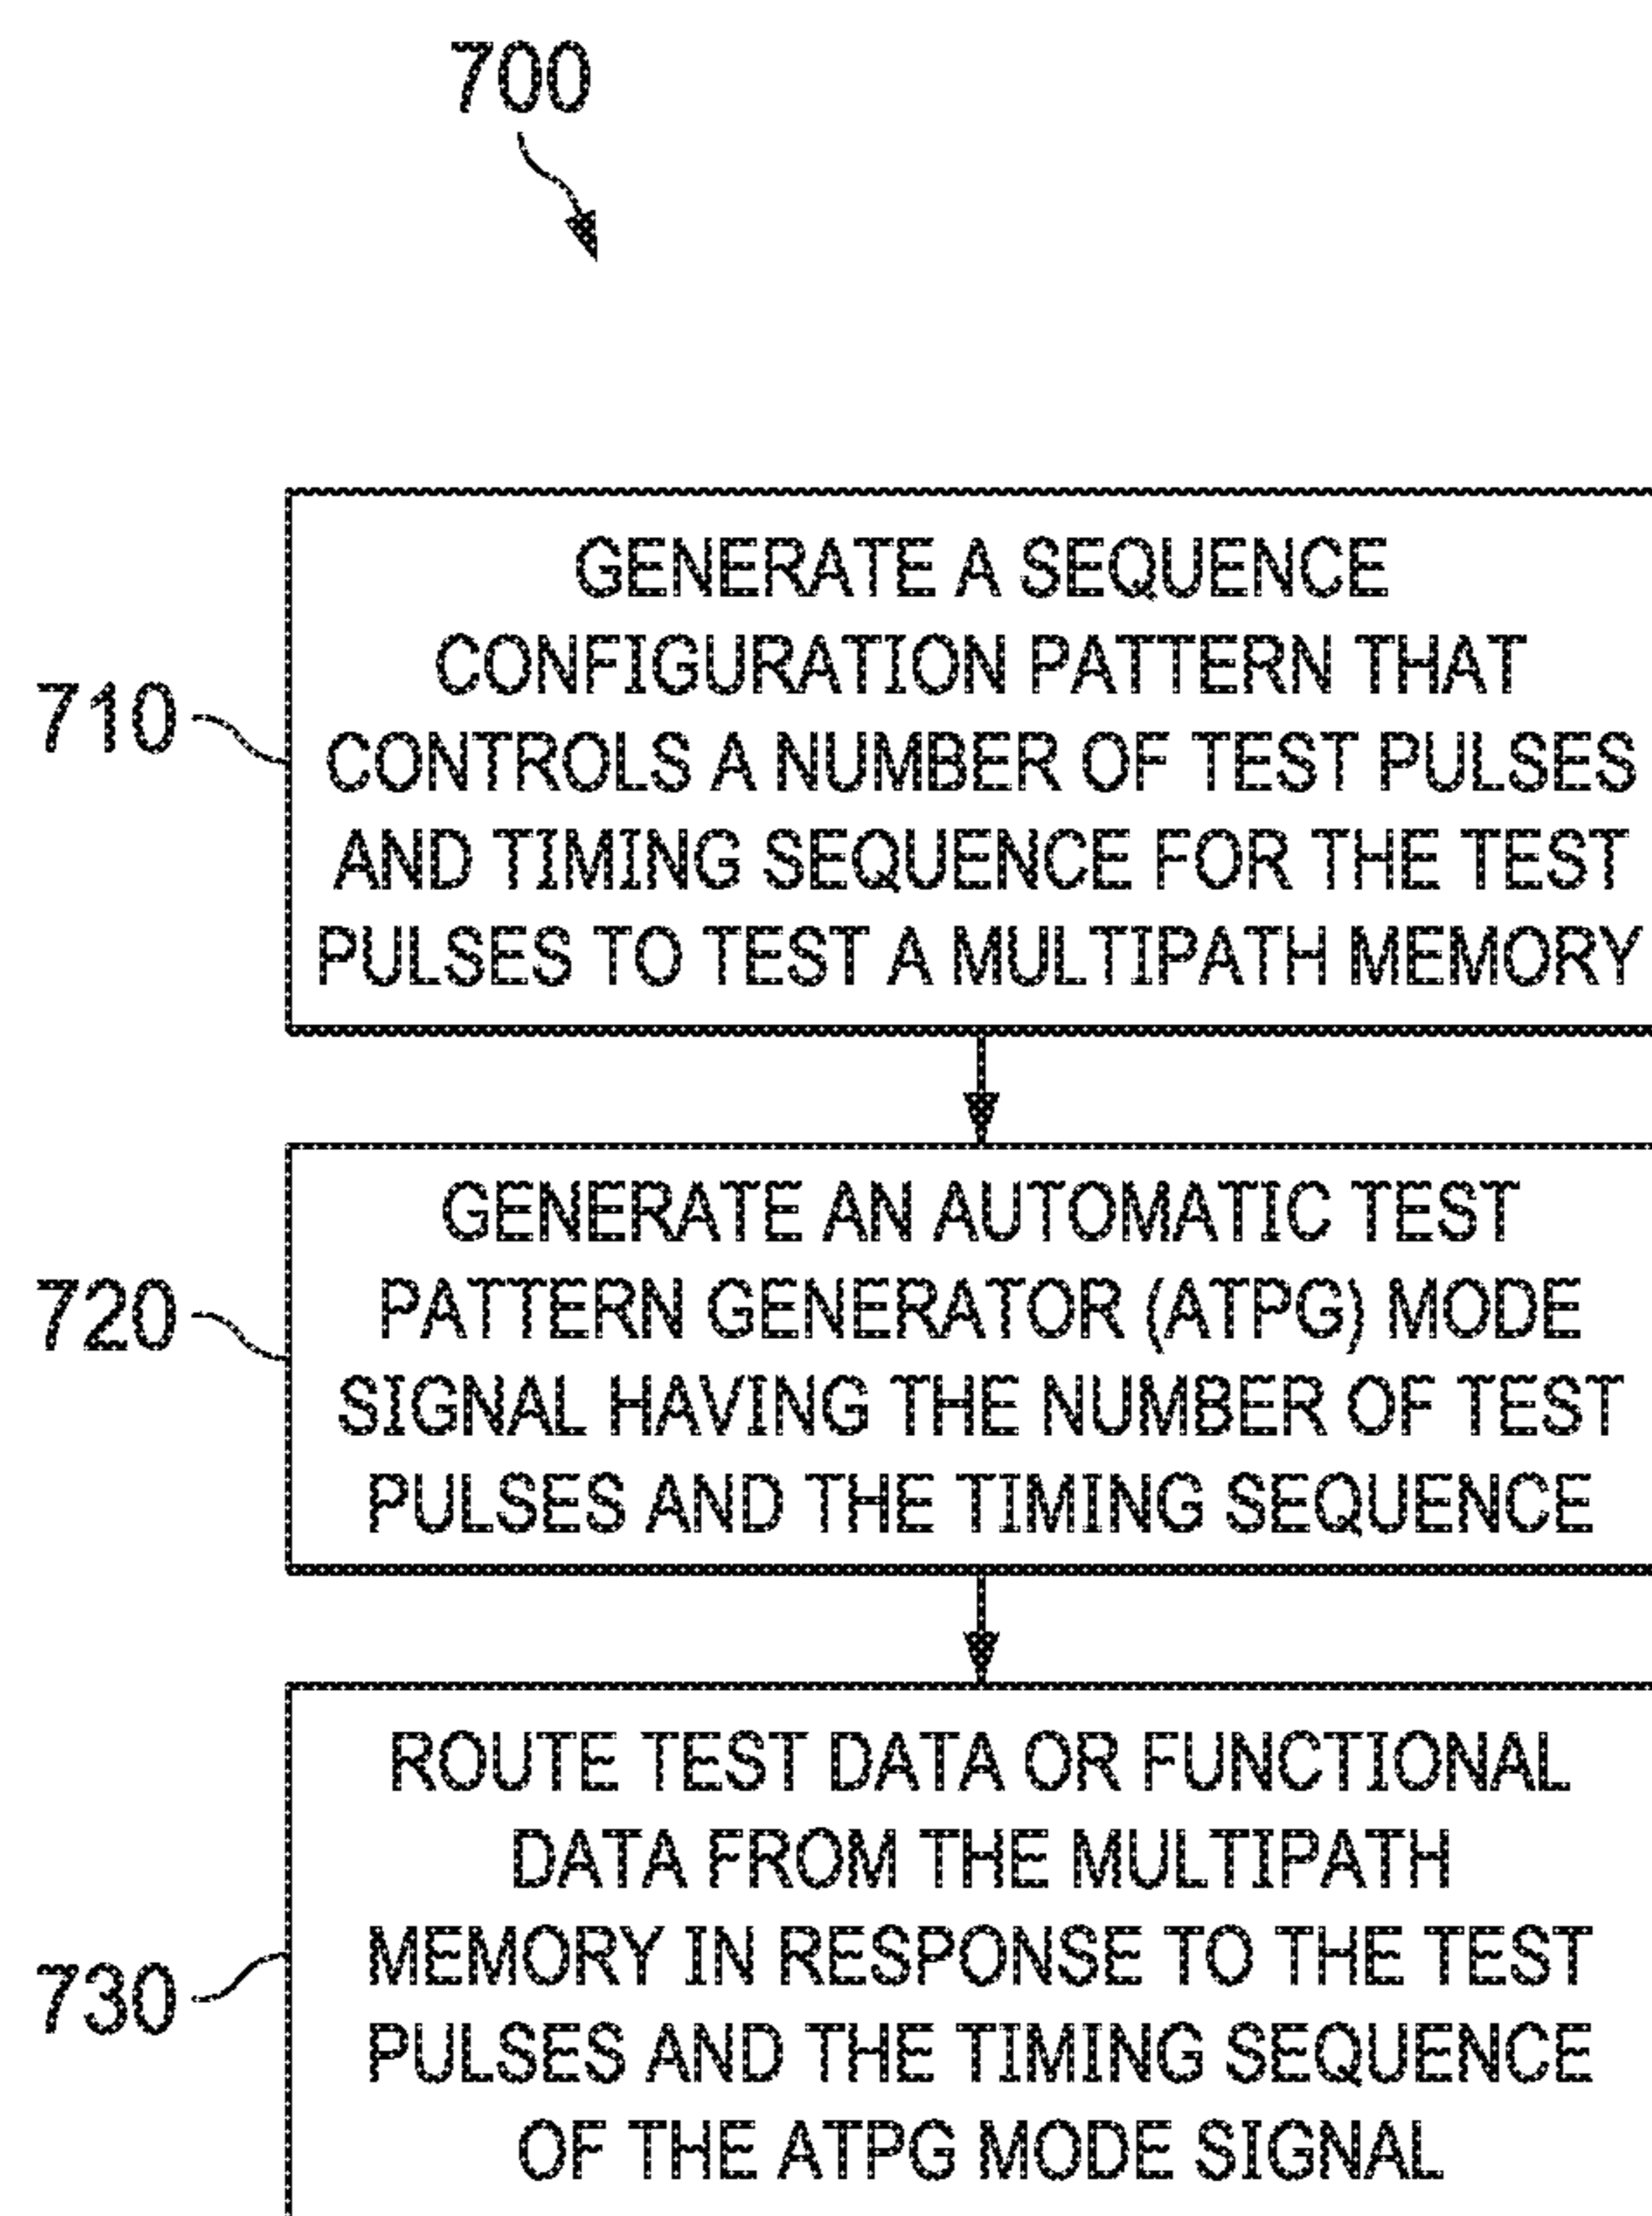 700
710
GENERATE A SEQUENCE
CONFIGURATION PATTERN THAT
CONTROLS A NUMBER OF TEST PULSES
AND TIMING SEQUENCE FOR THE TEST
PULSES TO TEST A MULTIPATH MEMORY
720
GENERATE AN AUTOMATIC TEST
PATTERN GENERATOR (ATPG) MODE
SIGNAL HAVING THE NUMBER OF TEST
PULSES AND THE TIMING SEQUENCE
730
ROUTE TEST DATA OR FUNCTIONAL
DATA FROM THE MULTIPATH
MEMORY IN RESPONSE TO THE TEST
PULSES AND THE TIMING SEQUENCE
OF THE ATPG MODE SIGNAL